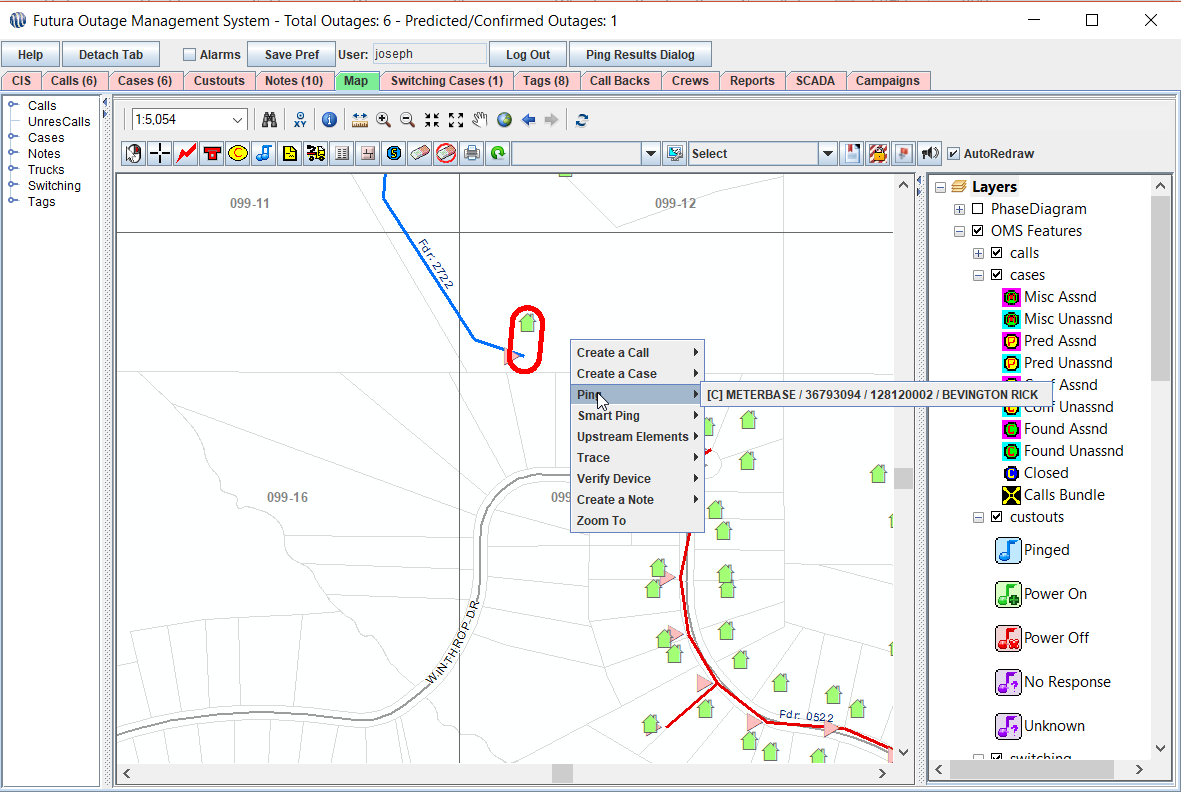 Futura Outage Management System - Total Outages: 6 - Predicted/Confirmed Outages: 1
Help
Detach Tab
Alarms
Save Pref
User:
joseph
Log Out
Ping Results Dialog
CIS
Calls (6)
Cases (6)
Custouts
Notes (10)
Map
Switching Cases (1)
Tags (8)
Call Backs
Crews
Reports
SCADA
Campaigns
Calls
UnresCalls
Cases
Notes
Trucks
Switching
Tags
1:5,054
XY
Select
AutoRedraw
099-11
099-12
Fdr: 2722
099-16
WINTHROP-DR
Fdr: 0522
Create a Call
Create a Case
Ping
Smart Ping
Upstream Elements
Trace
Verify Device
Create a Note
Zoom To
[C] METERBASE / 36793094 / 128120002 / BEVINGTON RICK
Layers
PhaseDiagram
OMS Features
calls
cases
Misc Assnd
Misc Unassnd
Pred Assnd
Pred Unassnd
Conf Assnd
Conf Unassnd
Found Assnd
Found Unassnd
Closed
Calls Bundle
custouts
Pinged
Power On
Power Off
No Response
Unknown
switching